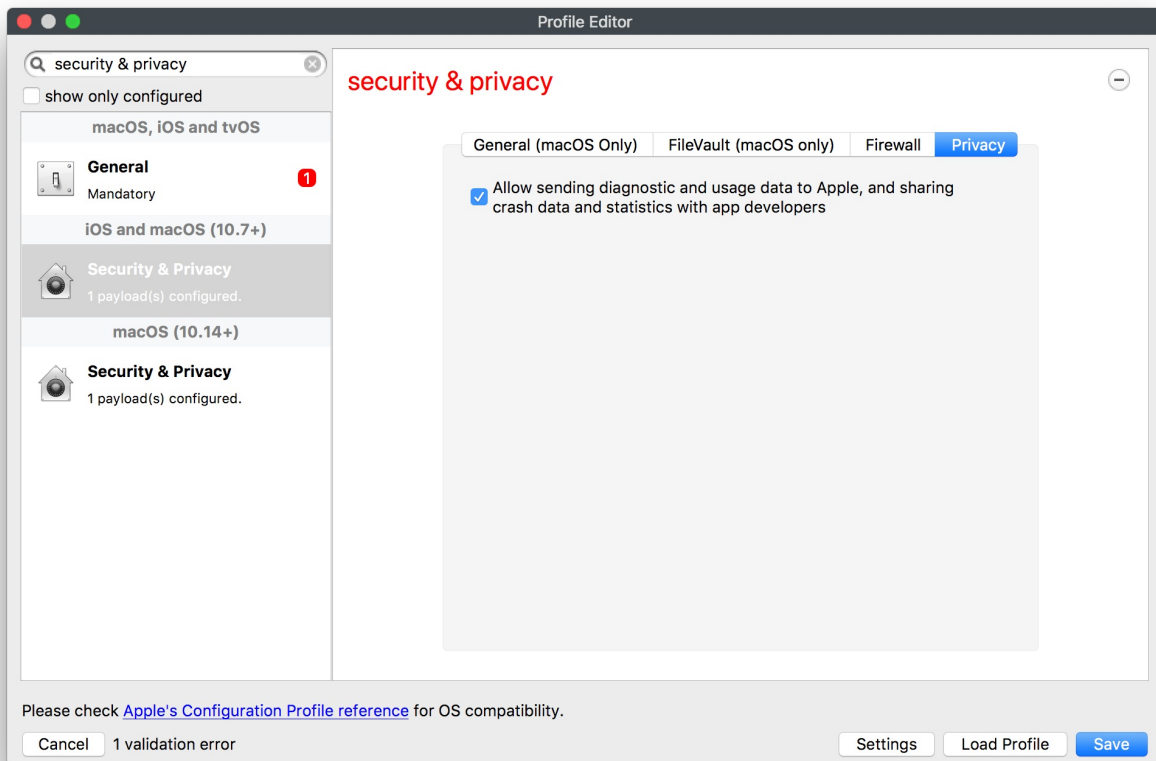 Profile Editor
security & privacy
show only configured
macOS, iOS and tvOS
General
Mandatory
1
iOS and macOS (10.7+)
Security & Privacy
1 payload(s) configured.
macOS (10.14+)
Security & Privacy
1 payload(s) configured.
security & privacy
General (macOS Only) FileVault (macOS only) Firewall Privacy
Allow sending diagnostic and usage data to Apple, and sharing
crash data and statistics with app developers
Please check Apple's Configuration Profile reference for OS compatibility.
Cancel 1 validation error Settings Load Profile Save